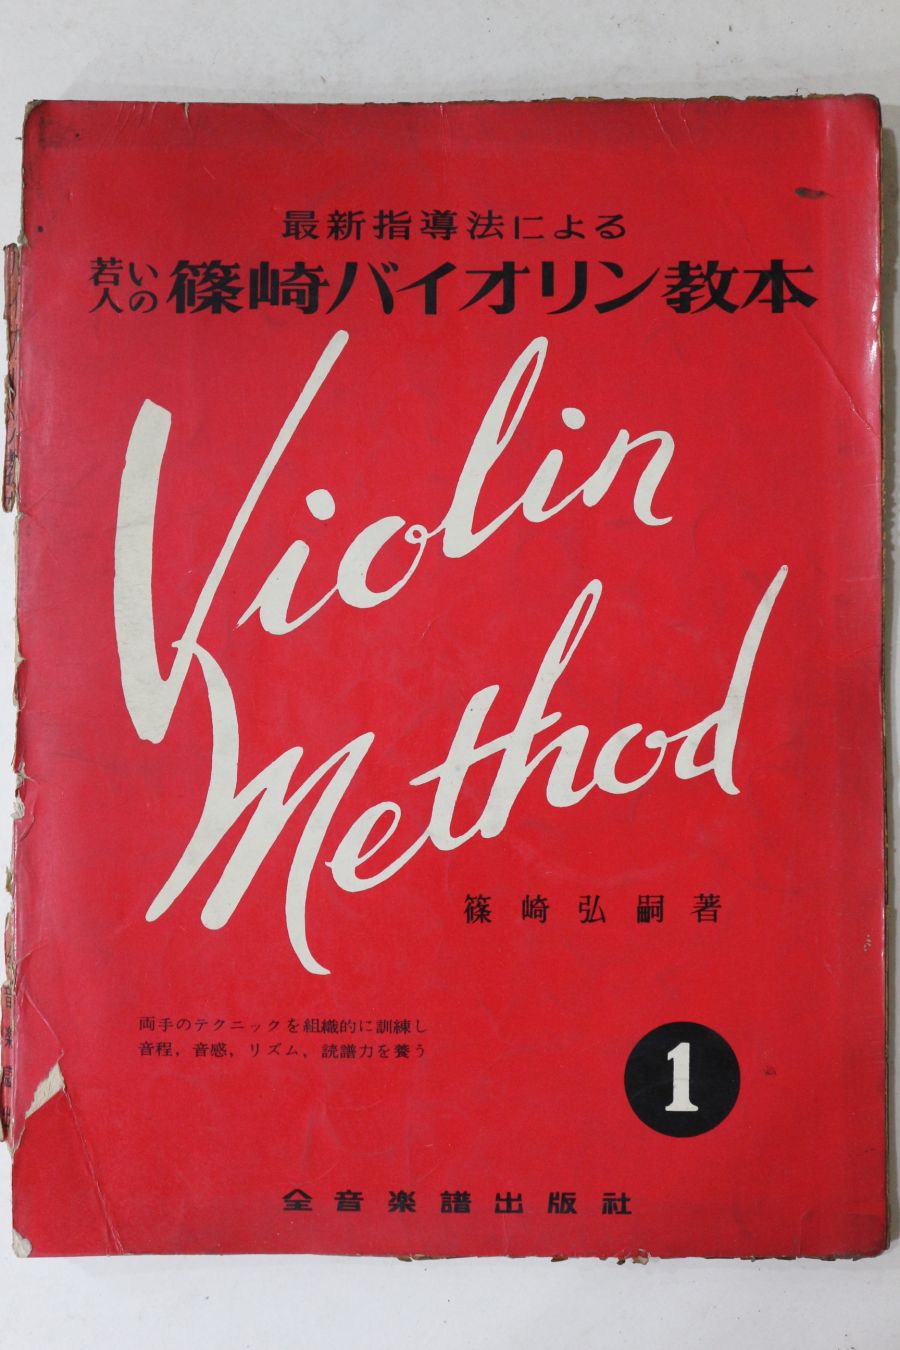 最新指導法による
若い人の 篠崎バイオリン教本
Violin
Method
篠崎弘嗣著
両手のテクニックを組織的に訓練し
音程，音感，リズム，読譜力を養う
1
全音楽譜出版社